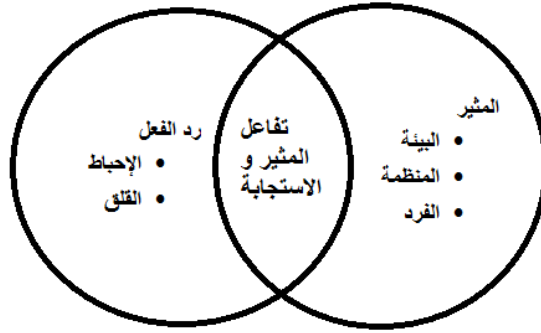 المثير
• البيئة
• المنظمة
• الفرد
تفاعل
المثير و
الاستجابة
رد الفعل
• الإحباط
• القلق